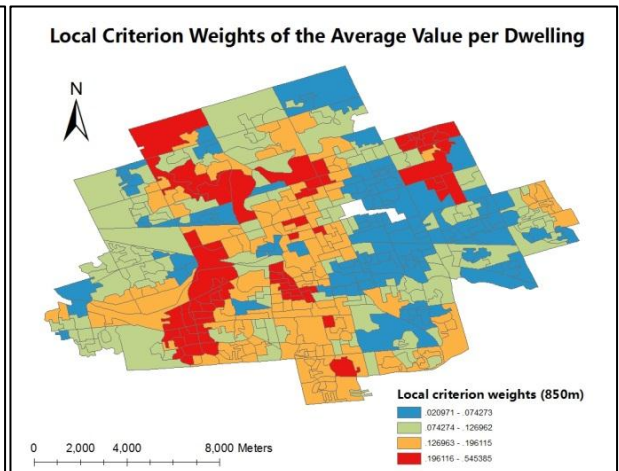 Local Criterion Weights of the Average Value per Dwelling
N
Local criterion weights (850m)
.020971 - .074273
.074274 - .126962
.126963 - .196115
.196116 - .545385
0 2,000 4,000 8,000 Meters